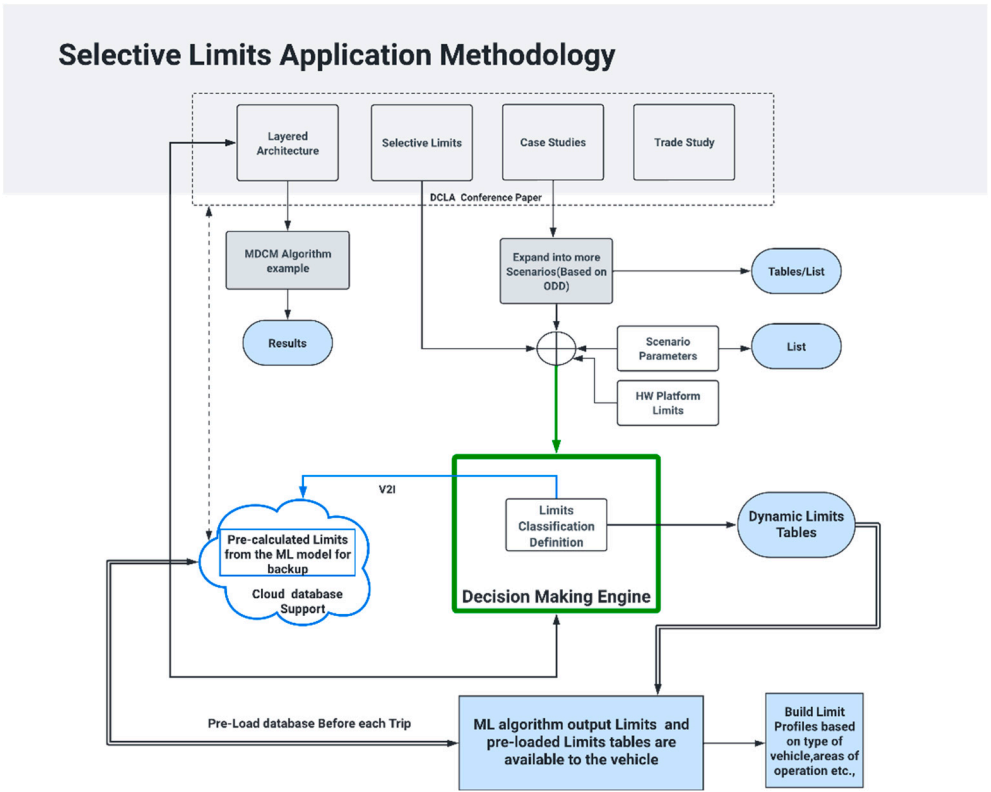 Selective Limits Application Methodology
Layered
Architecture
Selective Limits
Case Studies
Trade Study
DCLA Conference Paper
MDCM Algorithm
example
Expand into more
Scenarios(Based on
ODD)
Tables/List
Results
Scenario
Parameters
List
HW Platform
Limits
V2I
Limits
Classification
Definition
Dynamic Limits
Tables
Pre-calculated Limits
from the ML model for
backup
Cloud database
Support
Decision Making Engine
Pre-Load database Before each Trip
ML algorithm output Limits and
pre-loaded Limits tables are
available to the vehicle
Build Limit
Profiles based
on type of
vehicle,areas of
operation etc.,